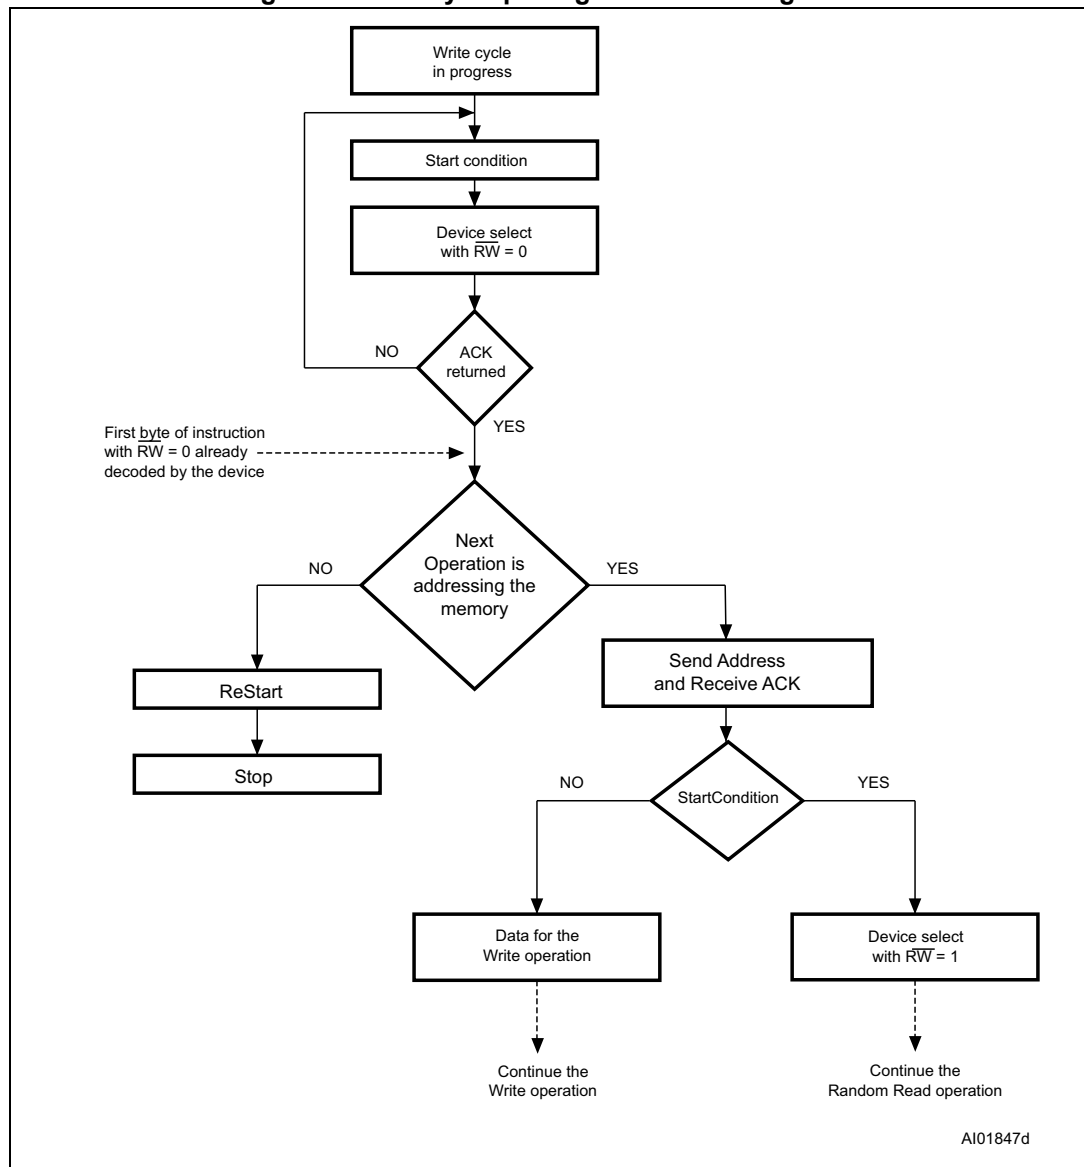 Write cycle
in progress
Start condition
Device select
with RW = 0
NO
ACK
returned
YES
First byte of instruction
with RW = 0 already
decoded by the device
Next
Operation is
addressing the
memory
NO
YES
ReStart
Send Address
and Receive ACK
Stop
NO
StartCondition
YES
Data for the
Write operation
Device select
with RW = 1
Continue the
Write operation
Continue the
Random Read operation
AI01847d